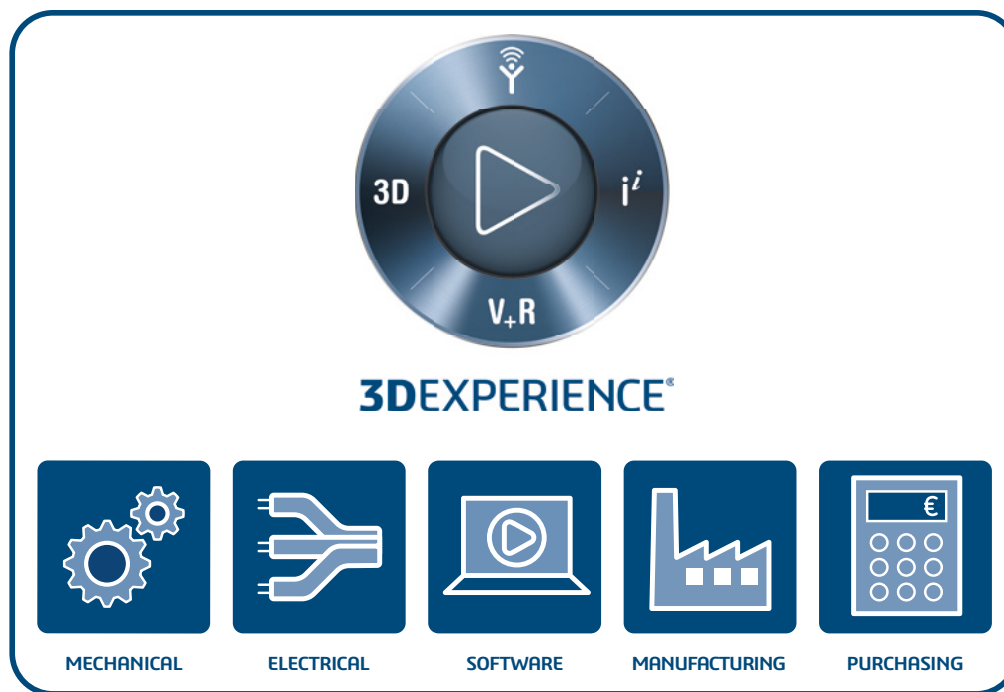 3D
i^i
V+R
3DEXPERIENCE®
€
MECHANICAL
ELECTRICAL
SOFTWARE
MANUFACTURING
PURCHASING